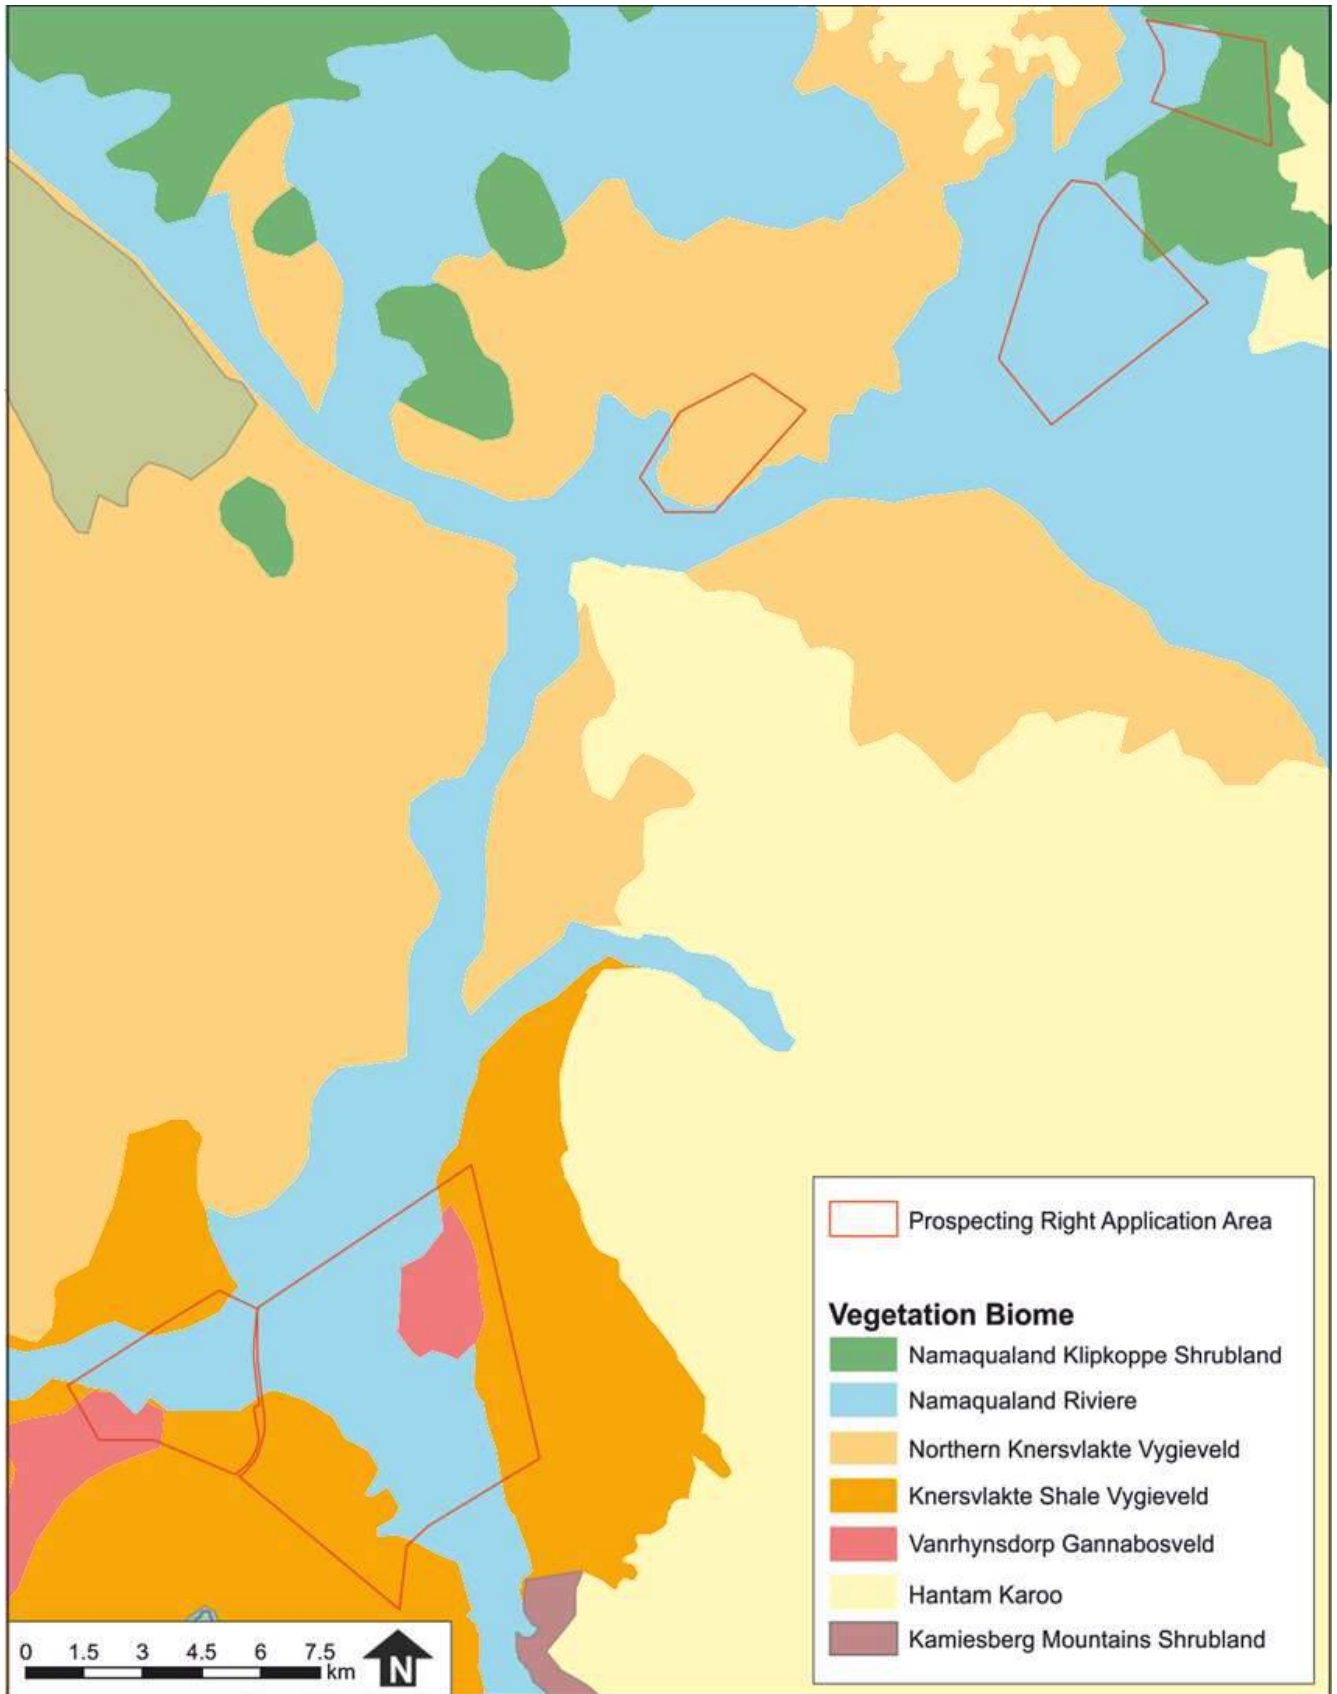 Prospecting Right Application Area
Vegetation Biome
Namaqualand Klipkoppe Shrubland
Namaqualand Riviere
Northern Knersvlakte Vygieveld
Knersvlakte Shale Vygieveld
Vanrhynsdorp Gannabosveld
Hantam Karoo
Kamiesberg Mountains Shrubland
0 1.5 3 4.5 6 7.5
km
N